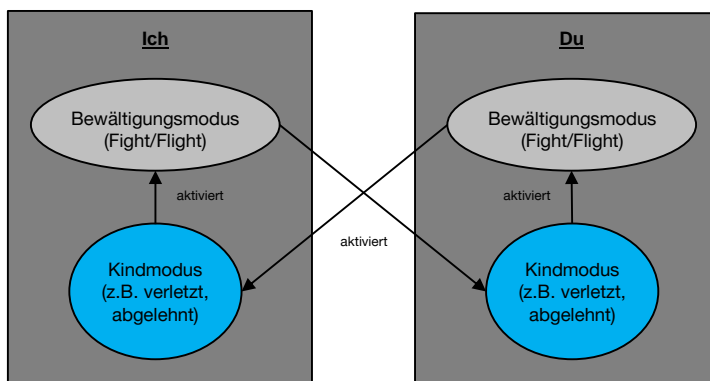 Ich
Du
Bewältigungsmodus
(Fight/Flight)
Bewältigungsmodus
(Fight/Flight)
aktiviert
aktiviert
aktiviert
Kindmodus
(z.B. verletzt,
abgelehnt)
Kindmodus
(z.B. verletzt,
abgelehnt)